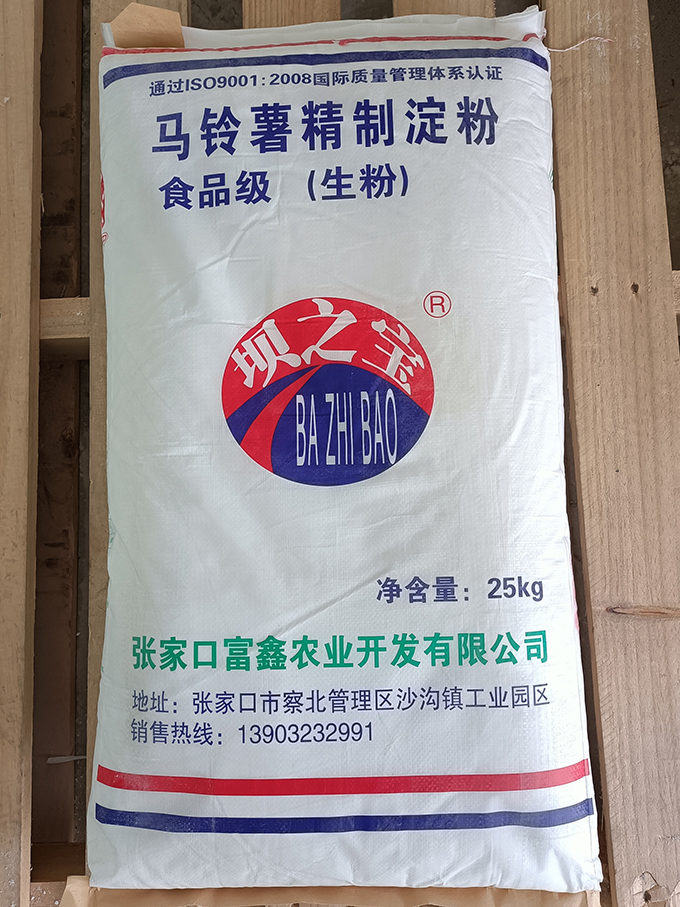 通过ISO9001:2008国际质量管理体系认证
马铃薯精制淀粉
食品级 (生粉)
®
坝之宝
BA ZHI BAO
净含量：25kg
张家口富鑫农业开发有限公司
地址：张家口市察北管理区沙沟镇工业园区
销售热线：13903232991